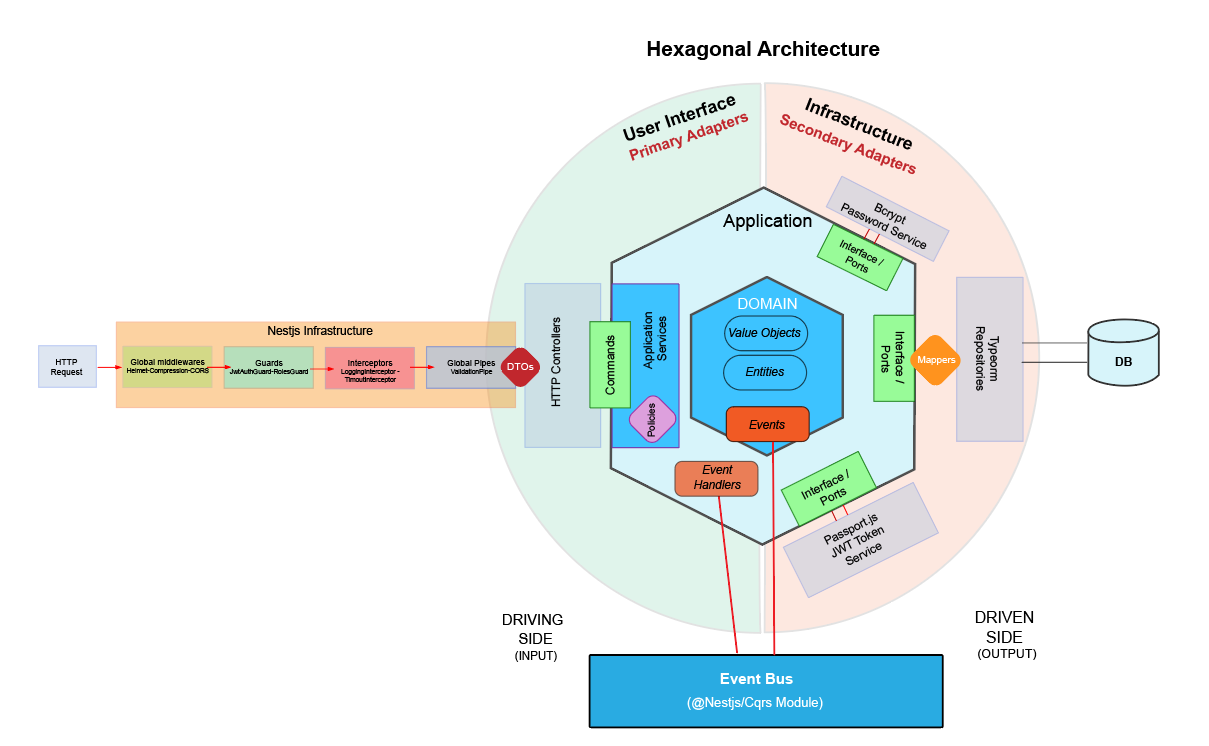 Hexagonal Architecture
User Interface
Primary Adapters
Infrastructure
Secondary Adapters
Bcrypt
Password Service
Interface /
Ports
Application
DOMAIN
Value Objects
Entities
Events
Event
Handlers
Application
Services
Policies
Commands
HTTP Controllers
DTOs
Nestjs Infrastructure
HTTP
Request
Global middlewares
Helmet-Compression-CORS
Guards
JwtAuthGuard-RolesGuard
Interceptors
LoggingInterceptor -
TimoutInterceptor
Global Pipes
ValidationPipe
Interface /
Ports
Mappers
Typeorm
Repositories
DB
Interface /
Ports
Passport.js
JWT Token
Service
DRIVING
SIDE
(INPUT)
DRIVEN
SIDE
(OUTPUT)
Event Bus
(@Nestjs/Cqrs Module)